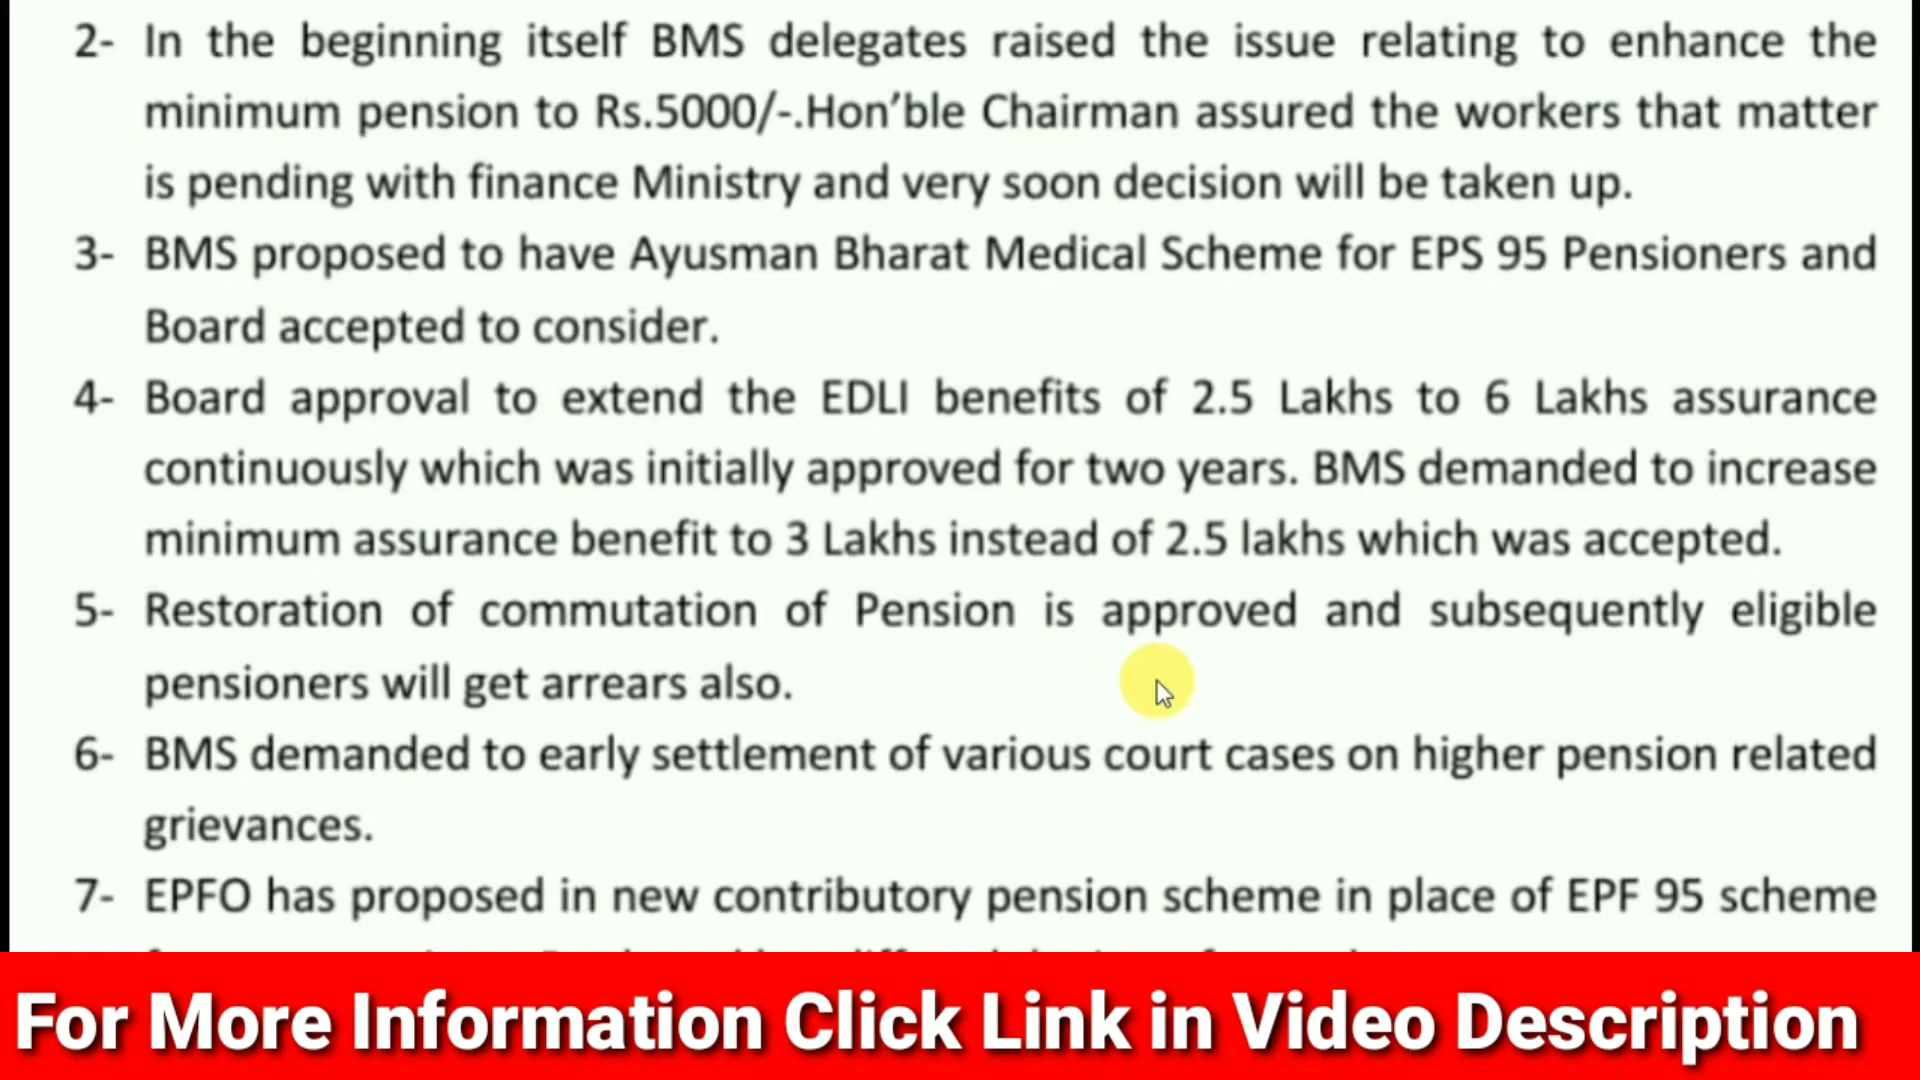 2- In the beginning itself BMS delegates raised the issue relating to enhance the
minimum pension to Rs.5000/-.Hon'ble Chairman assured the workers that matter
is pending with finance Ministry and very soon decision will be taken up.
3- BMS proposed to have Ayusman Bharat Medical Scheme for EPS 95 Pensioners and
Board accepted to consider.
4- Board approval to extend the EDLI benefits of 2.5 Lakhs to 6 Lakhs assurance
continuously which was initially approved for two years. BMS demanded to increase
minimum assurance benefit to 3 Lakhs instead of 2.5 lakhs which was accepted.
5- Restoration of commutation of Pension is approved and subsequently eligible
pensioners will get arrears also.
6- BMS demanded to early settlement of various court cases on higher pension related
grievances.
7- EPFO has proposed in new contributory pension scheme in place of EPF 95 scheme
For More Information Click Link in Video Description